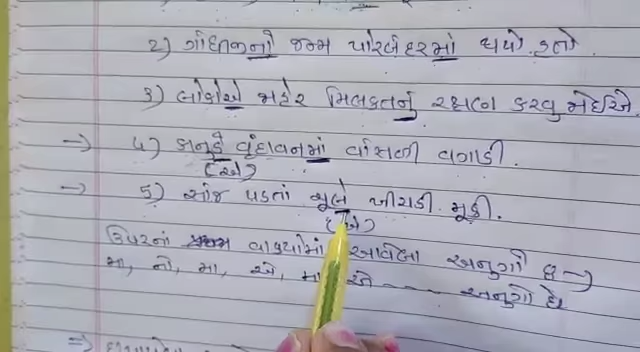 2) ગાંધીજીનો જન્મ પોરબંદરમાં થયો હતો.
3) લોકોએ જાહેર મિલકતનું રક્ષણ કરવુ જોઈએ.
→ 4) કાનુડે વૃંદાવનમાં વાંસળી વગાડી.
(એ)
→ 5) સાંજ પડતાં ચૂલે ખીચડી મૂકી.
(એ)
ઉપરનાં વાક્યોમાં આવેલા અનુગો છે →
માં, નો, માં, એ, એ ---- અનુગો છે
⇒